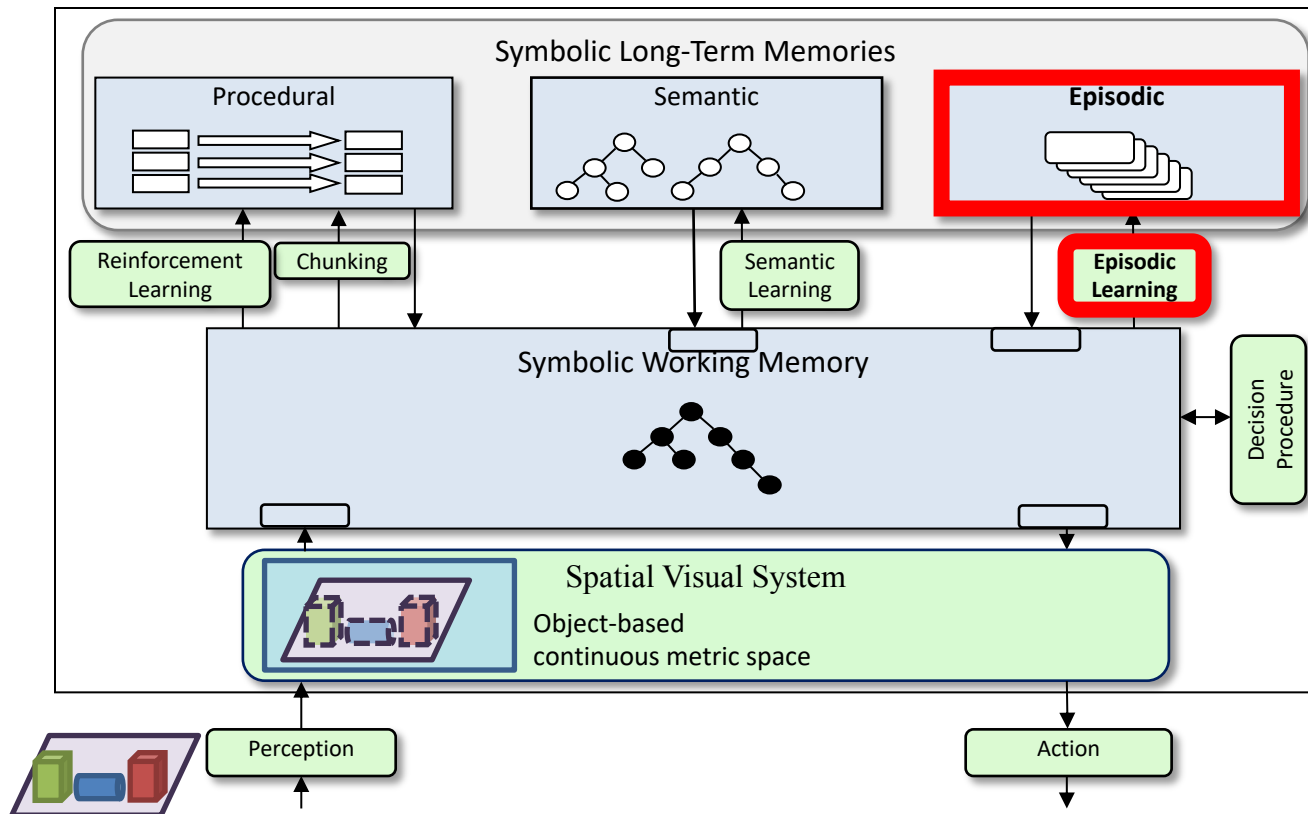 Symbolic Long-Term Memories
Procedural
Semantic
Episodic
Reinforcement
Learning
Chunking
Semantic
Learning
Episodic
Learning
Symbolic Working Memory
Decision
Procedure
Spatial Visual System
Object-based
continuous metric space
Perception
Action